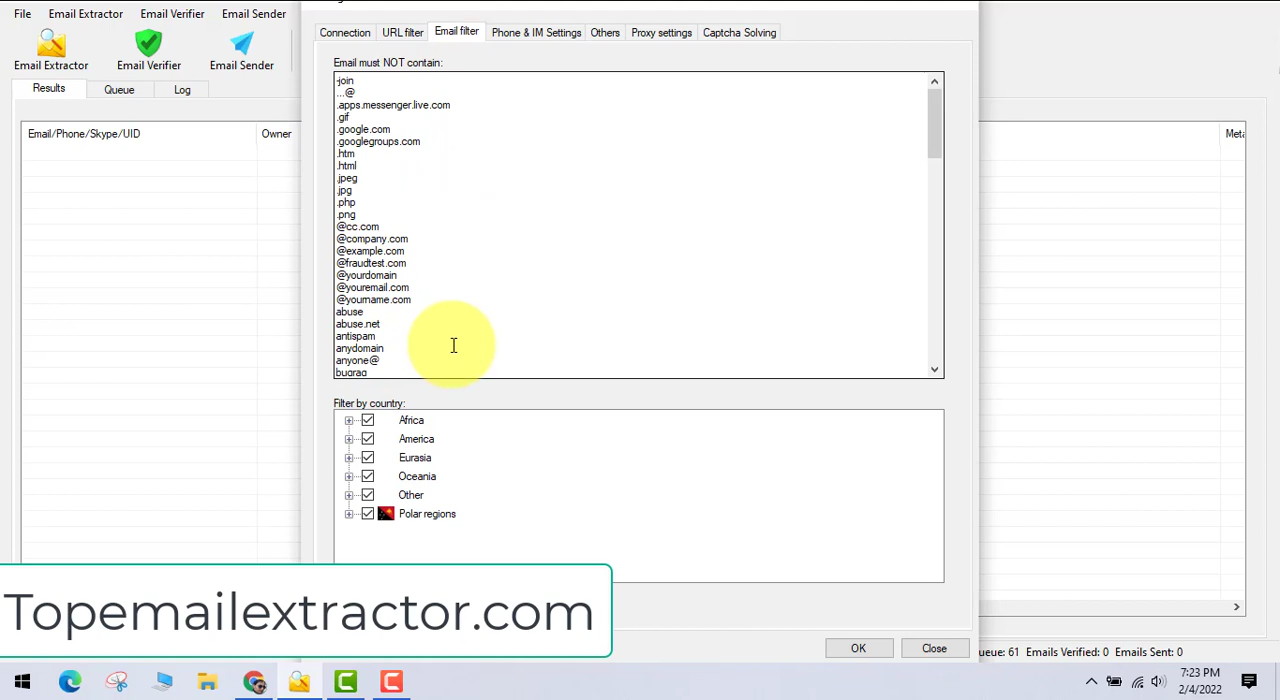 File Email Extractor Email Verifier Email Sender
Email Extractor Email Verifier Email Sender
Results Queue Log
Email/Phone/Skype/UID Owner
Connection URL filter Email filter Phone & IM Settings Others Proxy settings Captcha Solving
Email must NOT contain:
-join
...@
.apps.messenger.live.com
.gif
.google.com
.googlegroups.com
.htm
.html
.jpeg
.jpg
.php
.png
@cc.com
@company.com
@example.com
@fraudtest.com
@yourdomain
@youremail.com
@yourname.com
abuse
abuse.net
antispam
anydomain
anyone@
bugraq
Filter by country:
Africa
America
Eurasia
Oceania
Other
Polar regions
OK Close
Meta
ueue: 61 Emails Verified: 0 Emails Sent: 0
Topemailextractor.com
7:23 PM
2/4/2022